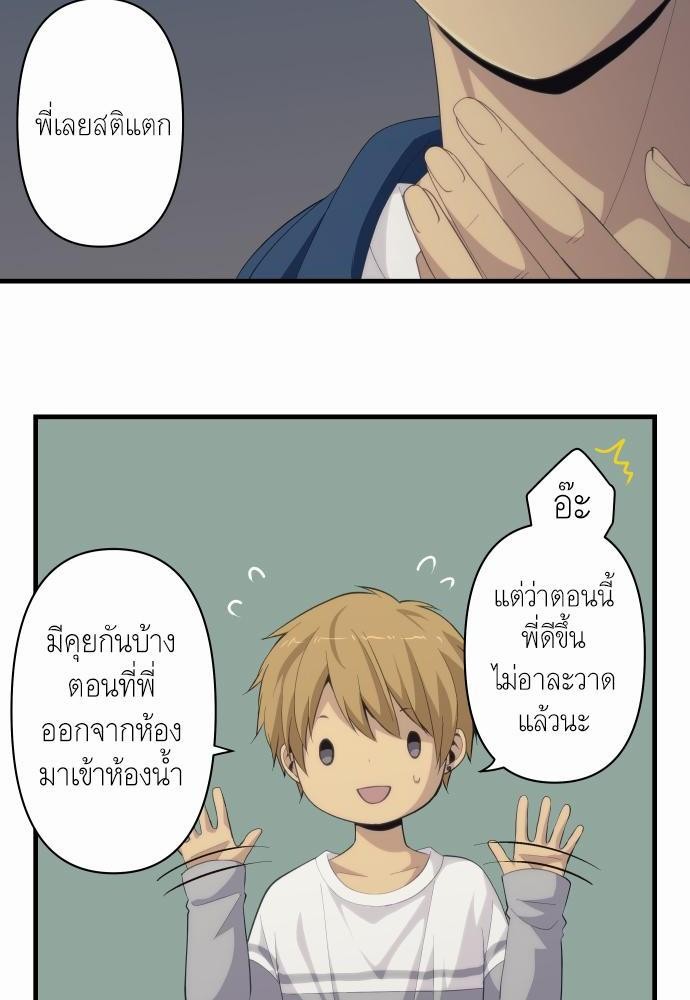 พี่เลยสติแตก
อ๊ะ
แต่ว่าตอนนี้
พี่ดีขึ้น
ไม่อาละวาด
แล้วนะ
มีคุยกันบ้าง
ตอนที่พี่
ออกจากห้อง
มาเข้าห้องน้ำ